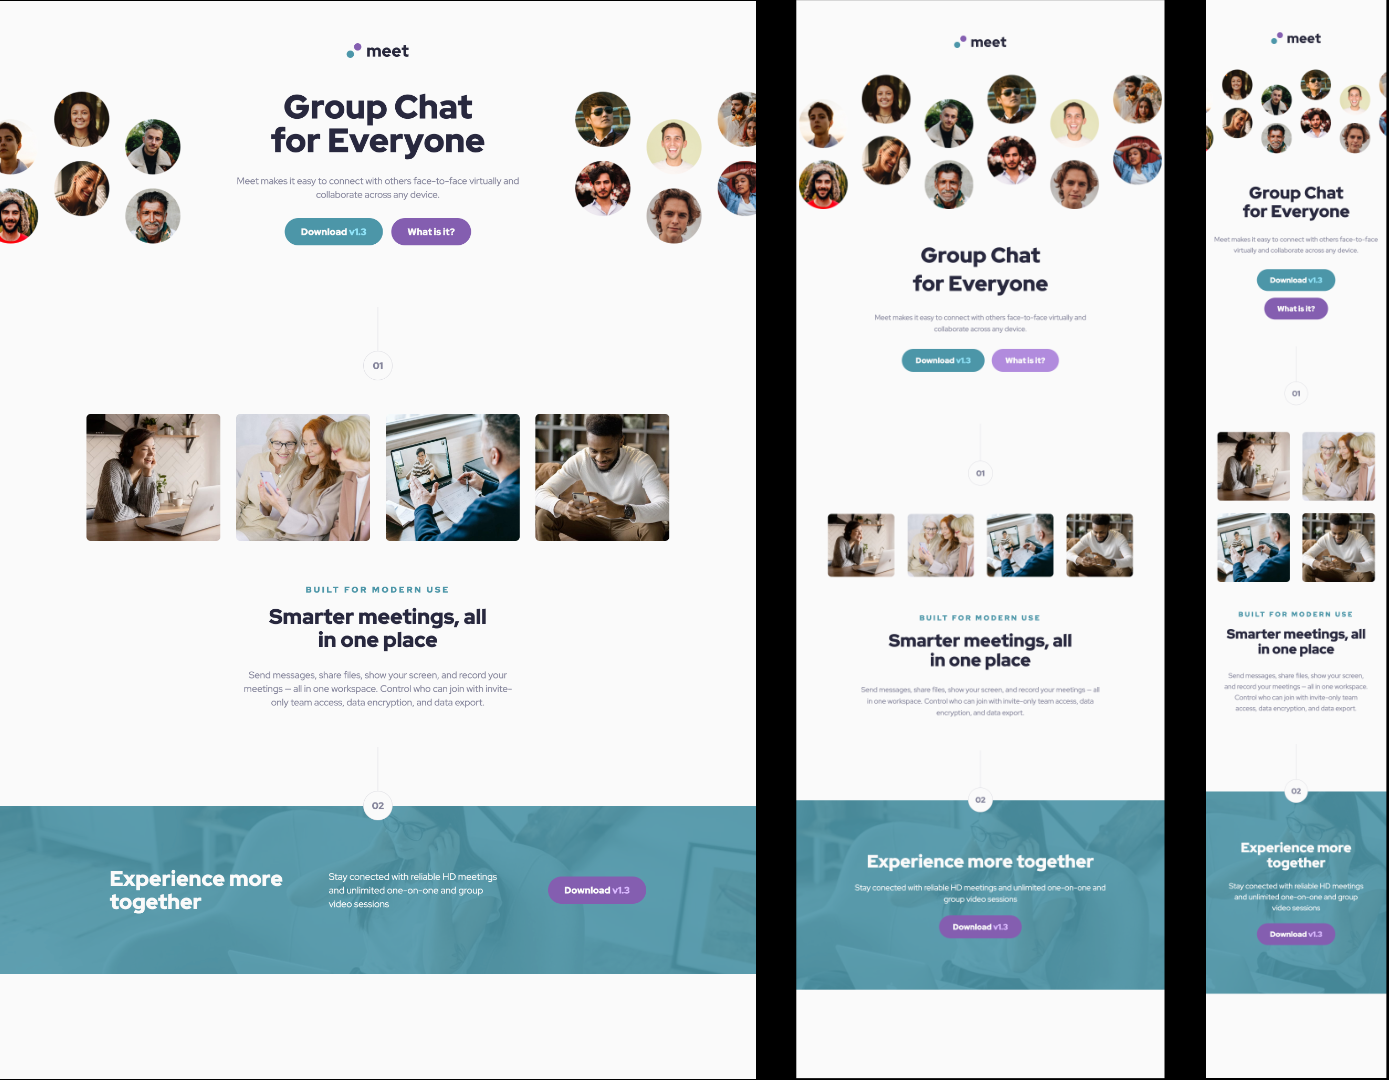 meet
Group Chat
for Everyone
Meet makes it easy to connect with others face-to-face virtually and
collaborate across any device.
Download v1.3
What is it?
01
BUILT FOR MODERN USE
Smarter meetings, all
in one place
Send messages, share files, show your screen, and record your
meetings — all in one workspace. Control who can join with invite-
only team access, data encryption, and data export.
02
Experience more
together
Stay conected with reliable HD meetings
and unlimited one-on-one and group
video sessions
Download v1.3
meet
Group Chat
for Everyone
Meet makes it easy to connect with others face-to-face virtually and
collaborate across any device.
Download v1.3
What is it?
01
BUILT FOR MODERN USE
Smarter meetings, all
in one place
Send messages, share files, show your screen, and record your meetings — all
in one workspace. Control who can join with invite-only team access, data
encryption, and data export.
02
Experience more together
Stay conected with reliable HD meetings and unlimited one-on-one and
group video sessions
Download v1.3
meet
Group Chat
for Everyone
Meet makes it easy to connect with others face-to-face
virtually and collaborate across any device.
Download v1.3
What is it?
01
BUILT FOR MODERN USE
Smarter meetings, all
in one place
Send messages, share files, show your screen,
and record your meetings — all in one workspace.
Control who can join with invite-only team
access, data encryption, and data export.
02
Experience more
together
Stay conected with reliable HD meetings
and unlimited one-on-one and group
video sessions
Download v1.3